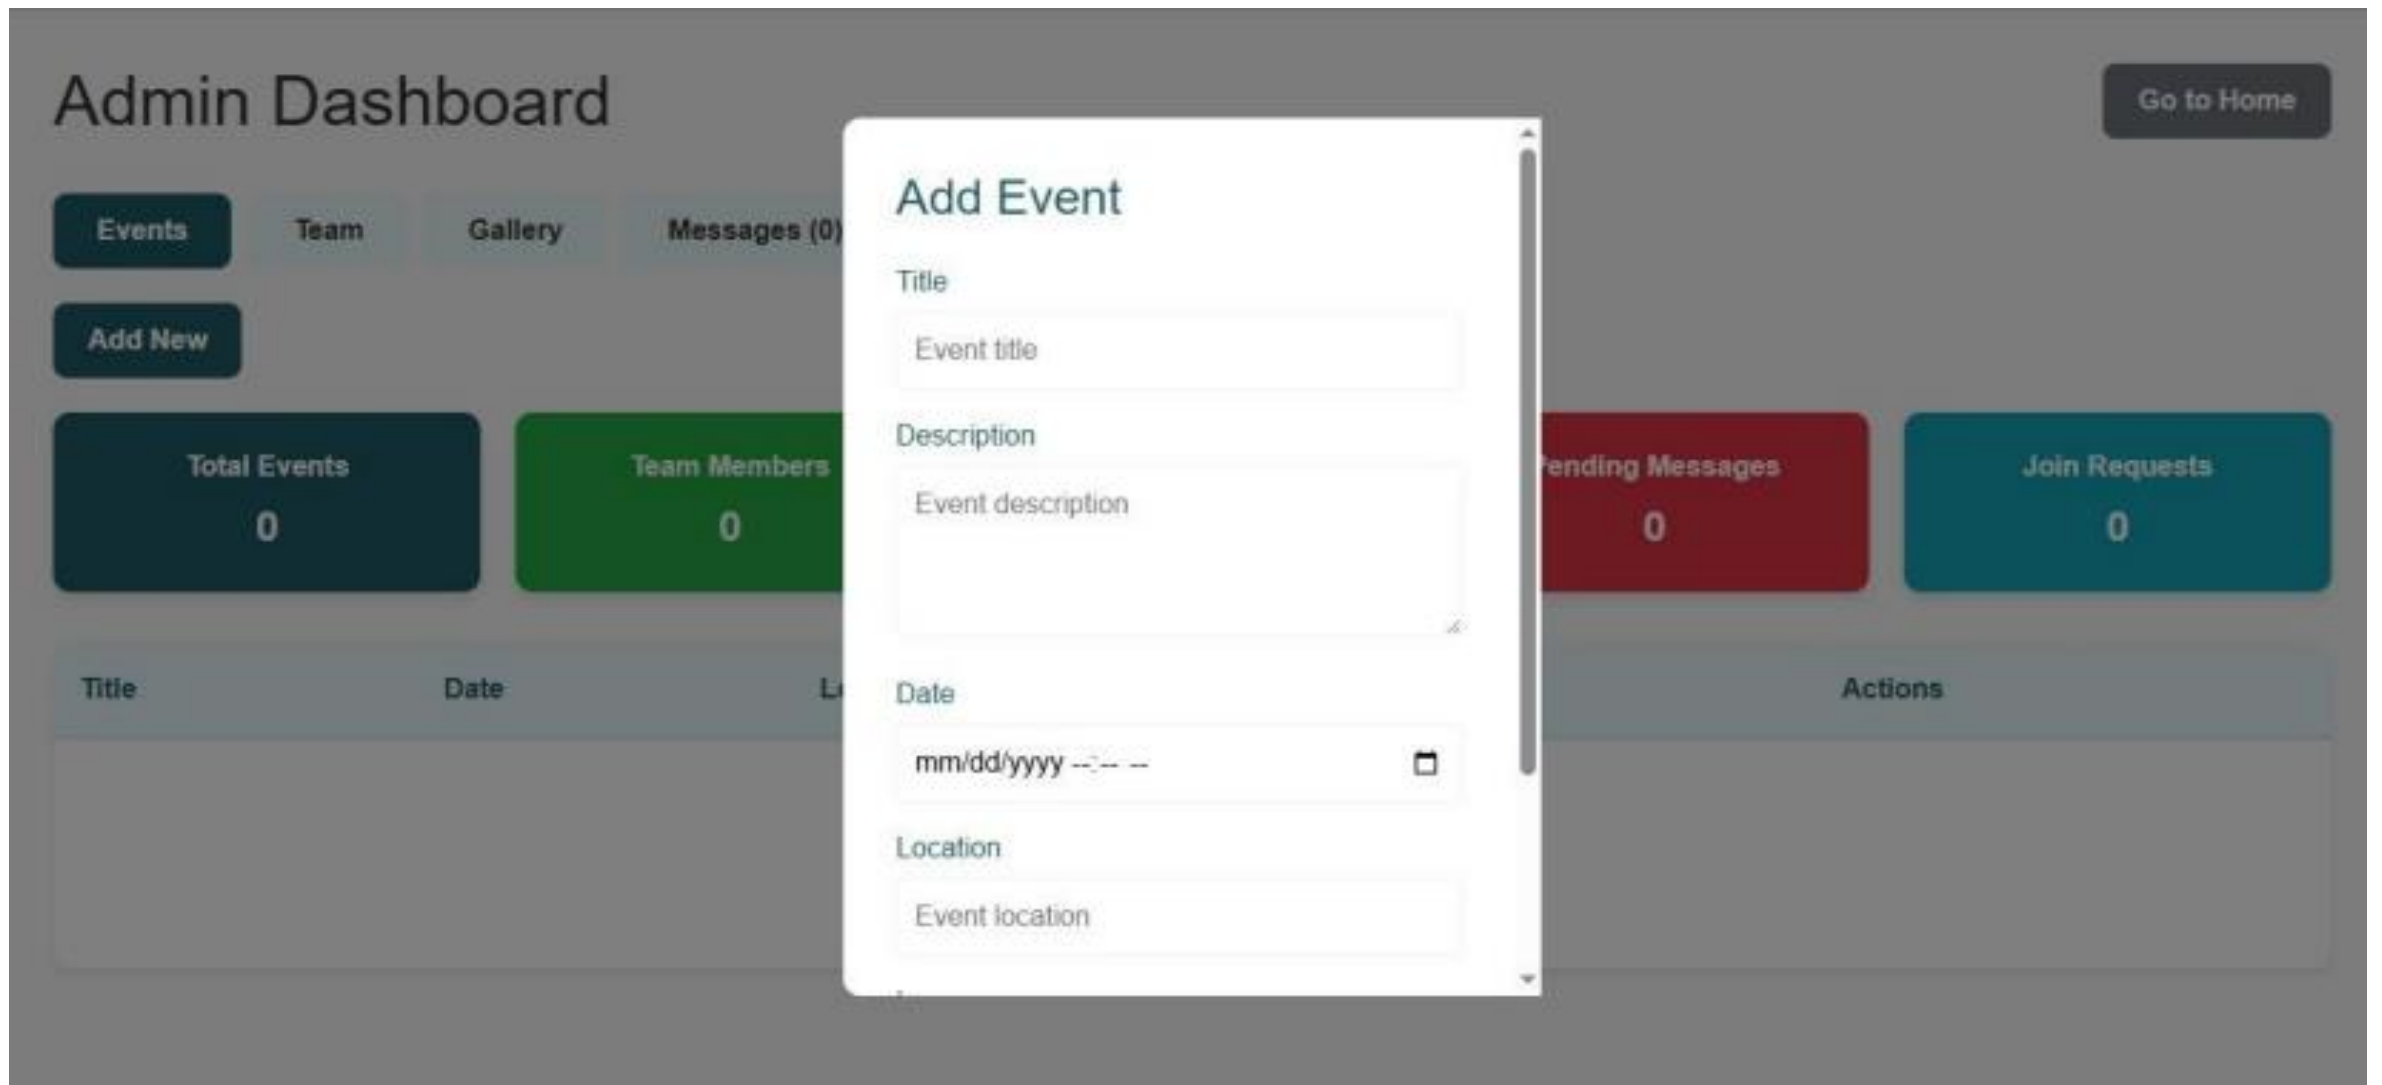 Admin Dashboard
Go to Home
Events Team Gallery Messages (0)
Add New
Total Events
0
Team Members
0
Pending Messages
0
Join Requests
0
Title Date Actions
Add Event
Title
Event title
Description
Event description
Date
mm/dd/yyyy --:-- --
Location
Event location